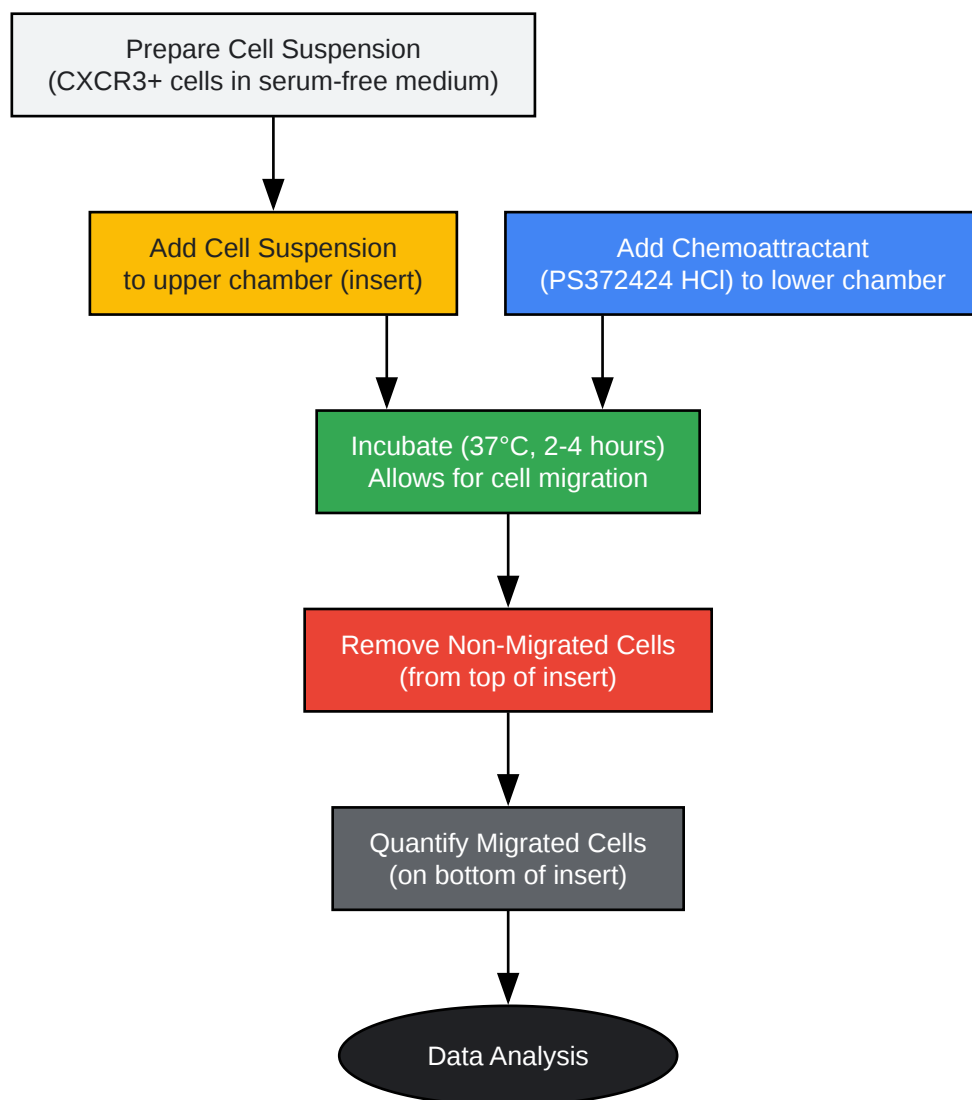 Prepare Cell Suspension
(CXCR3+ cells in serum-free medium)
Add Cell Suspension
to upper chamber (insert)
Add Chemoattractant
(PS372424 HCl) to lower chamber
Incubate (37°C, 2-4 hours)
Allows for cell migration
Remove Non-Migrated Cells
(from top of insert)
Quantify Migrated Cells
(on bottom of insert)
Data Analysis